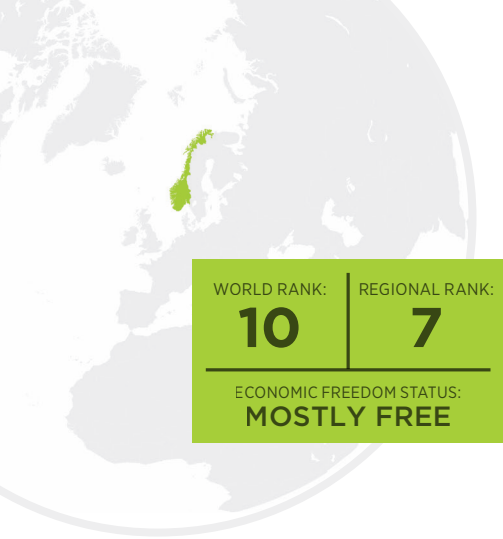 WORLD RANK:
10
REGIONAL RANK:
7
ECONOMIC FREEDOM STATUS:
MOSTLY FREE